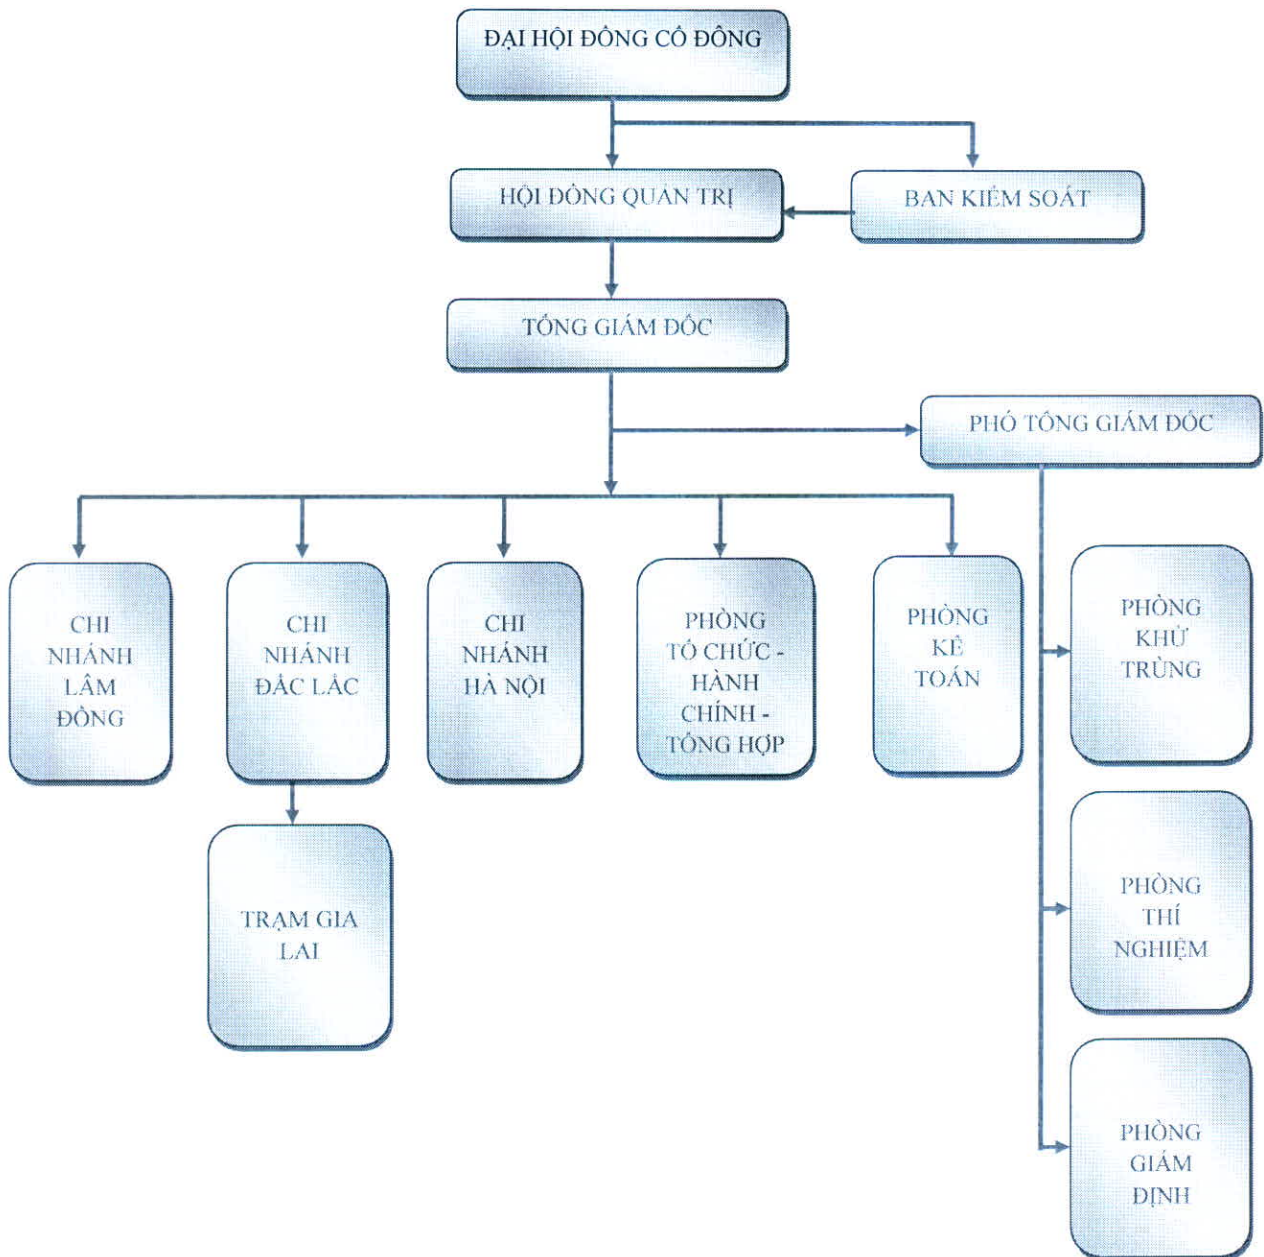 ĐẠI HỘI ĐỒNG CỔ ĐÔNG
HỘI ĐỒNG QUẢN TRỊ
BAN KIỂM SOÁT
TỔNG GIÁM ĐỐC
PHÓ TỔNG GIÁM ĐỐC
CHI
NHÁNH
LÂM
ĐỒNG
CHI
NHÁNH
ĐẮC LẮC
CHI
NHÁNH
HÀ NỘI
PHÒNG
TỔ CHỨC -
HÀNH
CHÍNH -
TỔNG HỢP
PHÒNG
KẾ
TOÁN
PHÒNG
KHỬ
TRÙNG
TRẠM GIA
LAI
PHÒNG
THÍ
NGHIỆM
PHÒNG
GIÁM
ĐỊNH